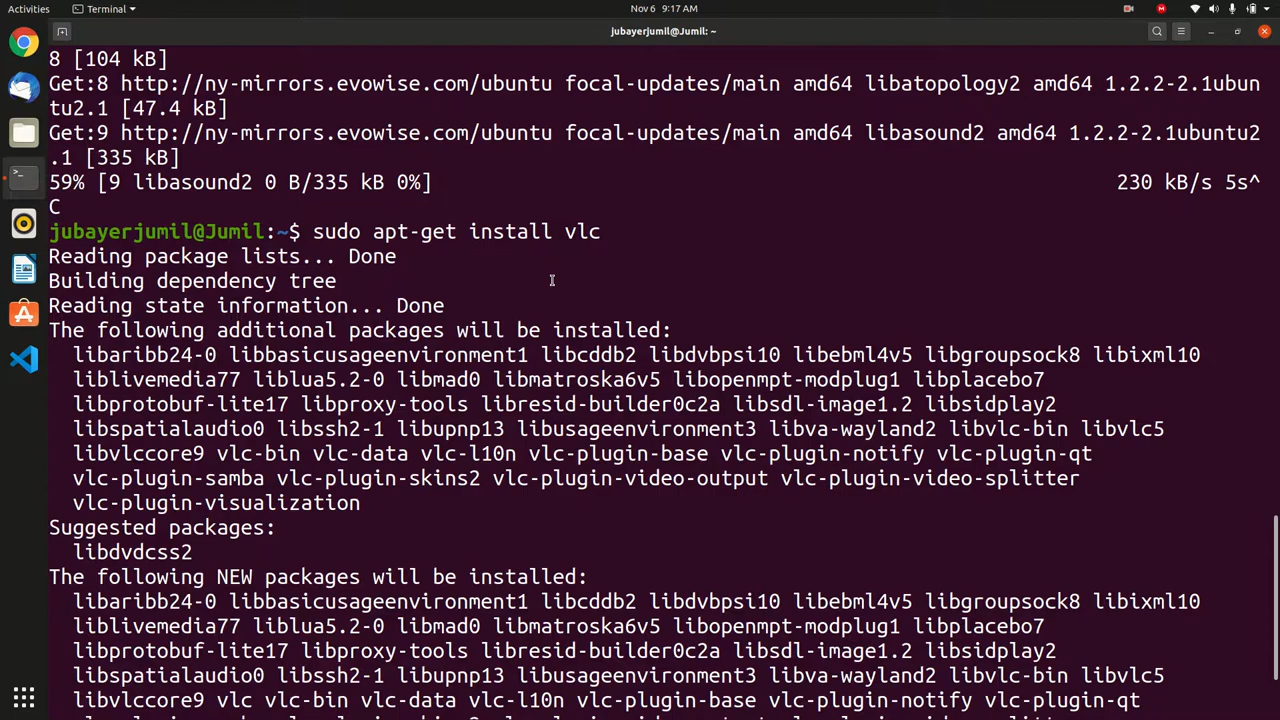 Activities
Terminal
Nov 6 9:17 AM
jubayerjumil@Jumil: ~
8 [104 kB]
Get:8 http://ny-mirrors.evowise.com/ubuntu focal-updates/main amd64 libatopology2 amd64 1.2.2-2.1ubun
tu2.1 [47.4 kB]
Get:9 http://ny-mirrors.evowise.com/ubuntu focal-updates/main amd64 libasound2 amd64 1.2.2-2.1ubuntu2
.1 [335 kB]
59% [9 libasound2 0 B/335 kB 0%] 230 kB/s 5s^
C
jubayerjumil@Jumil:~$ sudo apt-get install vlc
Reading package lists... Done
Building dependency tree
Reading state information... Done
The following additional packages will be installed:
libaribb24-0 libbasicusageenvironment1 libcddb2 libdvbpsi10 libebml4v5 libgroupsock8 libixml10
liblivemedia77 liblua5.2-0 libmad0 libmatroska6v5 libopenmpt-modplug1 libplacebo7
libprotobuf-lite17 libproxy-tools libresid-builder0c2a libsdl-image1.2 libsidplay2
libspatialaudio0 libssh2-1 libupnp13 libusageenvironment3 libva-wayland2 libvlc-bin libvlc5
libvlccore9 vlc-bin vlc-data vlc-l10n vlc-plugin-base vlc-plugin-notify vlc-plugin-qt
vlc-plugin-samba vlc-plugin-skins2 vlc-plugin-video-output vlc-plugin-video-splitter
vlc-plugin-visualization
Suggested packages:
libdvdcss2
The following NEW packages will be installed:
libaribb24-0 libbasicusageenvironment1 libcddb2 libdvbpsi10 libebml4v5 libgroupsock8 libixml10
liblivemedia77 liblua5.2-0 libmad0 libmatroska6v5 libopenmpt-modplug1 libplacebo7
libprotobuf-lite17 libproxy-tools libresid-builder0c2a libsdl-image1.2 libsidplay2
libspatialaudio0 libssh2-1 libupnp13 libusageenvironment3 libva-wayland2 libvlc-bin libvlc5
libvlccore9 vlc vlc-bin vlc-data vlc-l10n vlc-plugin-base vlc-plugin-notify vlc-plugin-qt